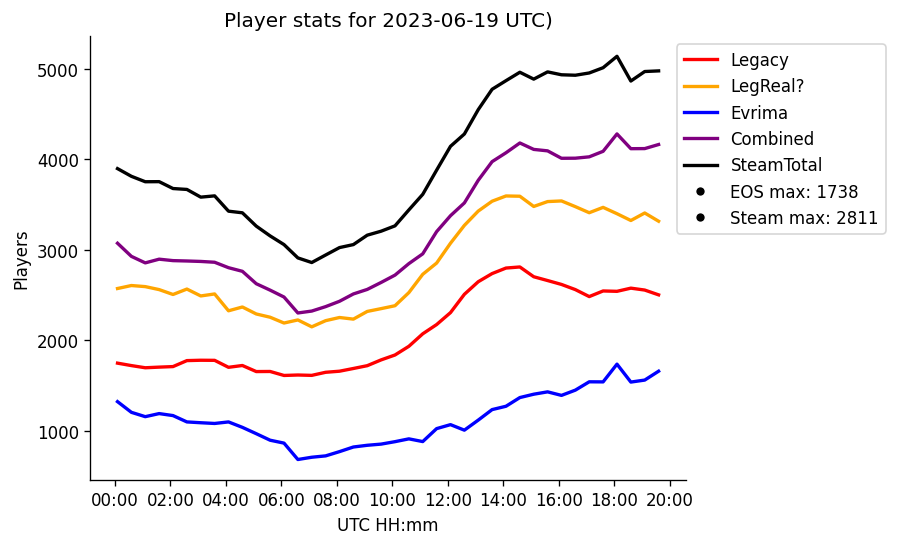 Player stats for 2023-06-19 UTC)
Players
5000
4000
3000
2000
1000
00:00 02:00 04:00 06:00 08:00 10:00 12:00 14:00 16:00 18:00 20:00
UTC HH:mm
Legacy
LegReal?
Evrima
Combined
SteamTotal
EOS max: 1738
Steam max: 2811